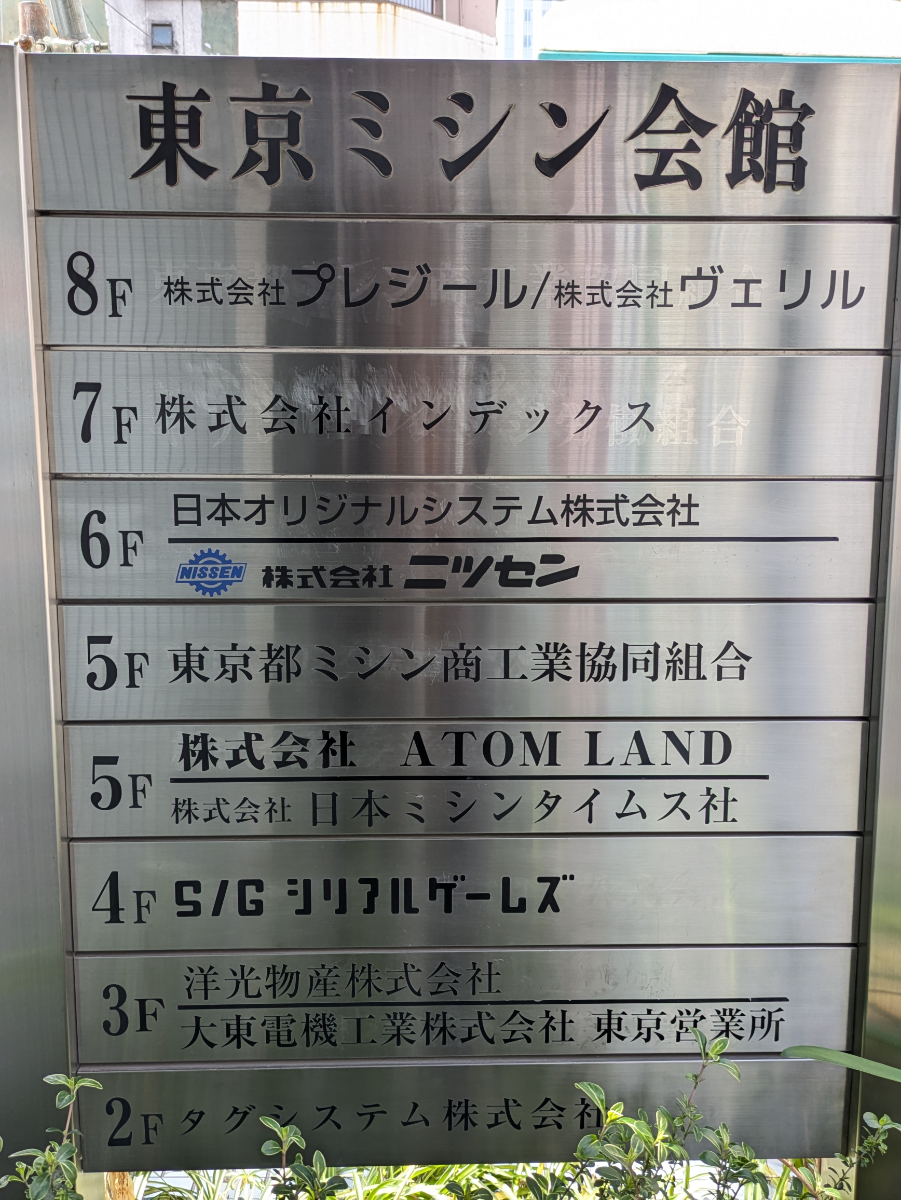 東京ミシン会館
8F 株式会社プレジール/株式会社ヴェリル
7F 株式会社インデックス
6F 日本オリジナルシステム株式会社
NISSEN 株式会社ニツセン
5F 東京都ミシン商工業協同組合
5F 株式会社 ATOM LAND
株式会社 日本ミシンタイムス社
4F S/G シリアルゲームズ
3F 洋光物産株式会社
大東電機工業株式会社 東京営業所
2F タグシステム株式会社